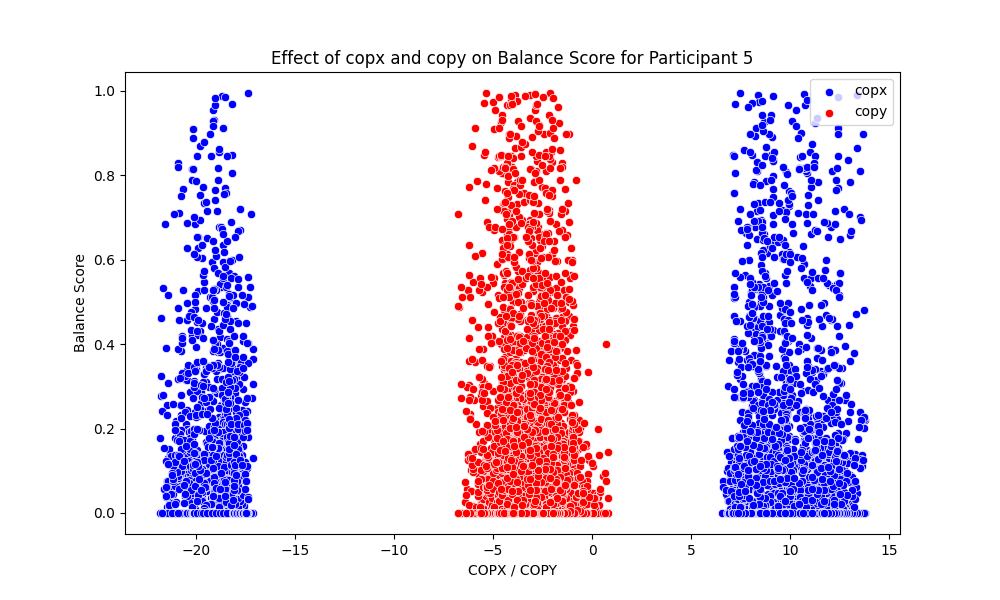 Effect of copx and copy on Balance Score for Participant 5
copx
copy
1.0
0.8
0.6
0.4
0.2
0.0
Balance Score
−20
−15
−10
−5
0
5
10
15
COPX / COPY